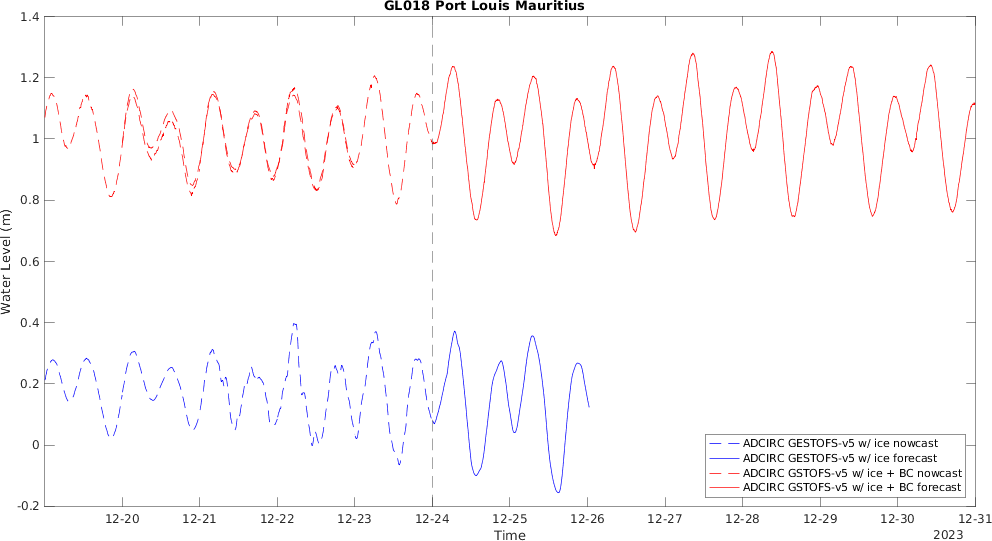 GL018 Port Louis Mauritius
1.4
1.2
1
0.8
0.6
0.4
0.2
0
-0.2
Water Level (m)
12-20 12-21 12-22 12-23 12-24 12-25 12-26 12-27 12-28 12-29 12-30 12-31
Time
2023
ADCIRC GESTOFS-v5 w/ ice nowcast
ADCIRC GESTOFS-v5 w/ ice forecast
ADCIRC GSTOFS-v5 w/ ice + BC nowcast
ADCIRC GSTOFS-v5 w/ ice + BC forecast